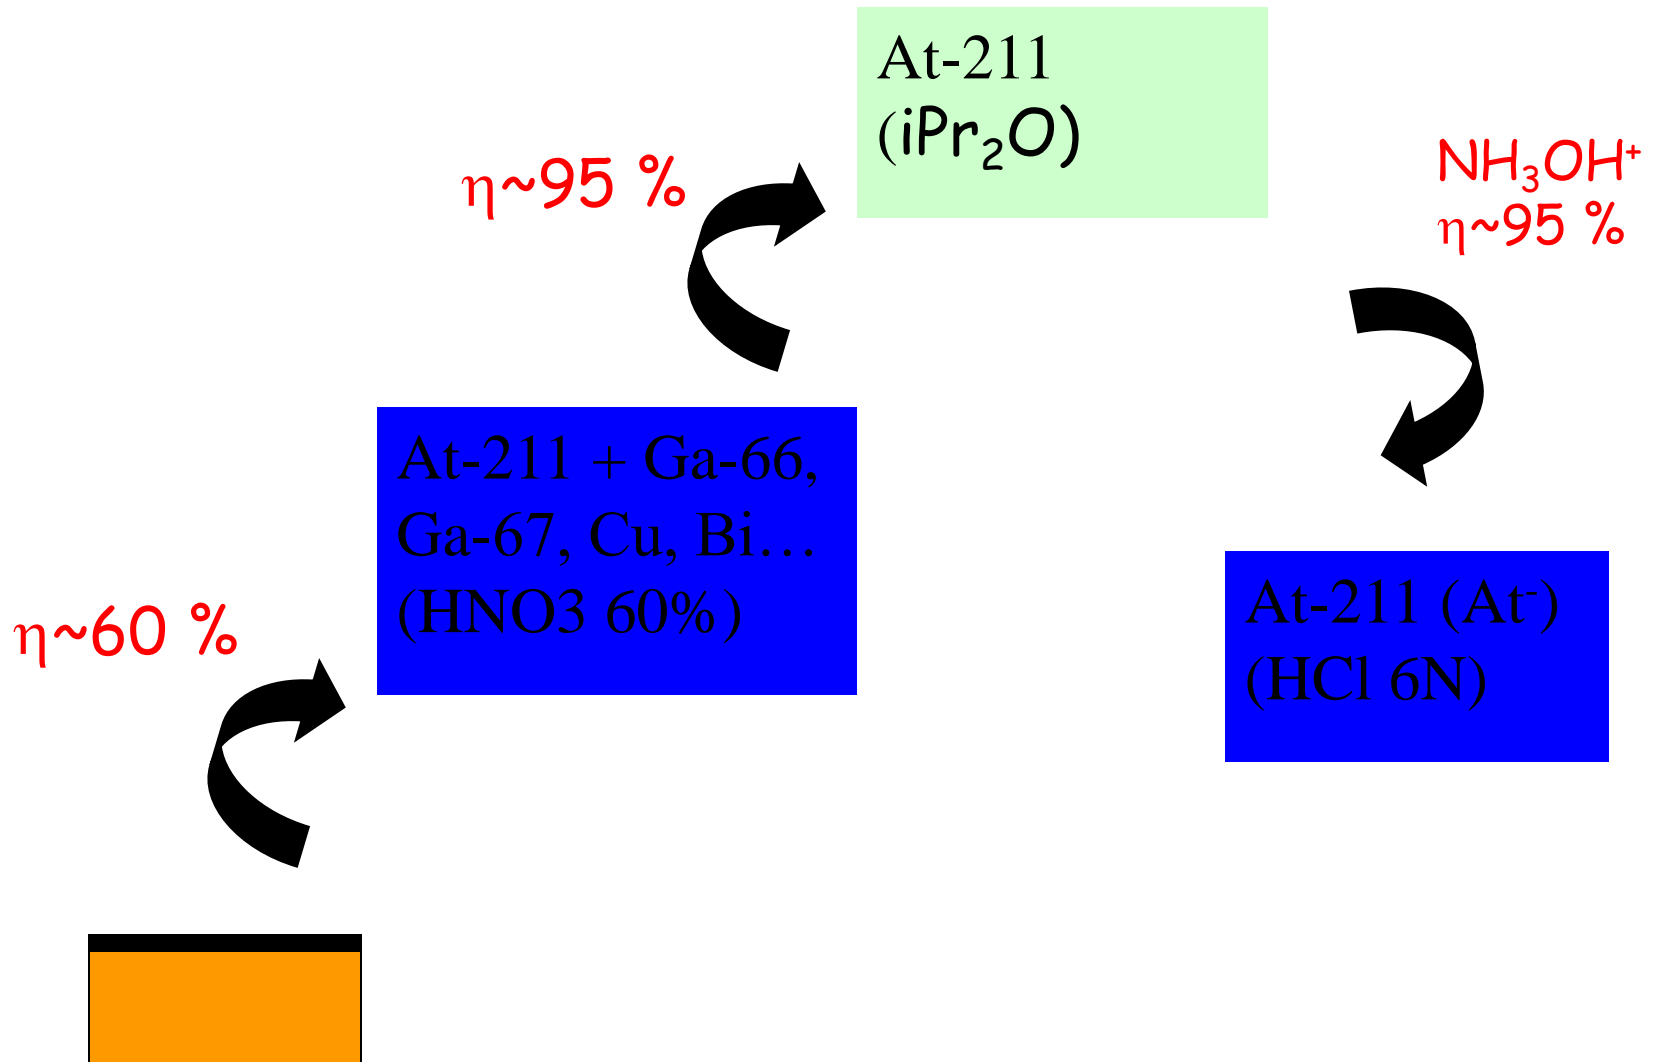 At-211
(iPr₂O)
η~95 %
NH₃OH⁺
η~95 %
At-211 + Ga-66,
Ga-67, Cu, Bi…
(HNO3 60%)
η~60 %
At-211 (At⁻)
(HCl 6N)